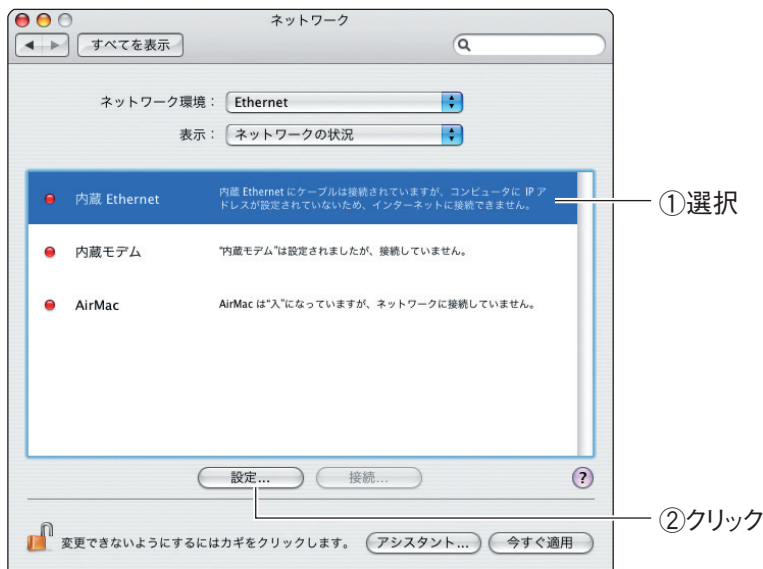 ネットワーク
すべてを表示
ネットワーク環境： Ethernet
表示： ネットワークの状況
内蔵 Ethernet
内蔵 Ethernet にケーブルは接続されていますが、コンピュータに IP ア
ドレスが設定されていないため、インターネットに接続できません。
①選択
内蔵モデム
“内蔵モデム”は設定されましたが、接続していません。
AirMac
AirMac は“入”になっていますが、ネットワークに接続していません。
設定...
接続...
?
②クリック
変更できないようにするにはカギをクリックします。
アシスタント...
今すぐ適用